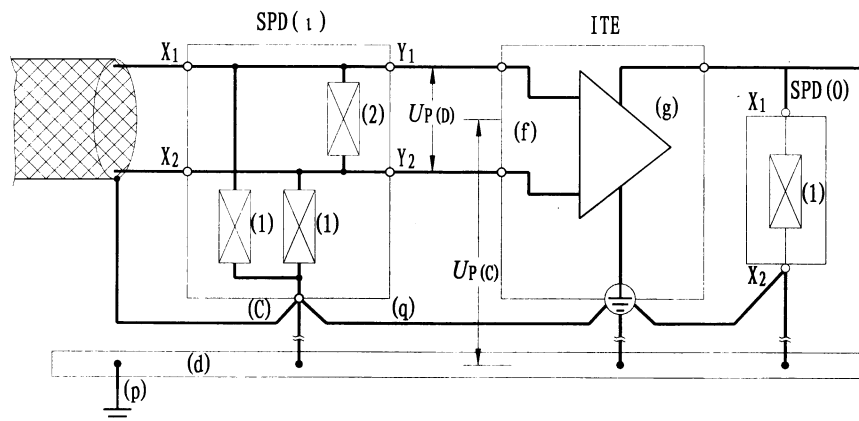 SPD(1) ITE
X1 Y1
SPD(0)
X1
(2) UP(D) (f) (g)
X2 Y2
(1) (1) (1)
UP(C)
X2
(C) (q)
(d)
(p)